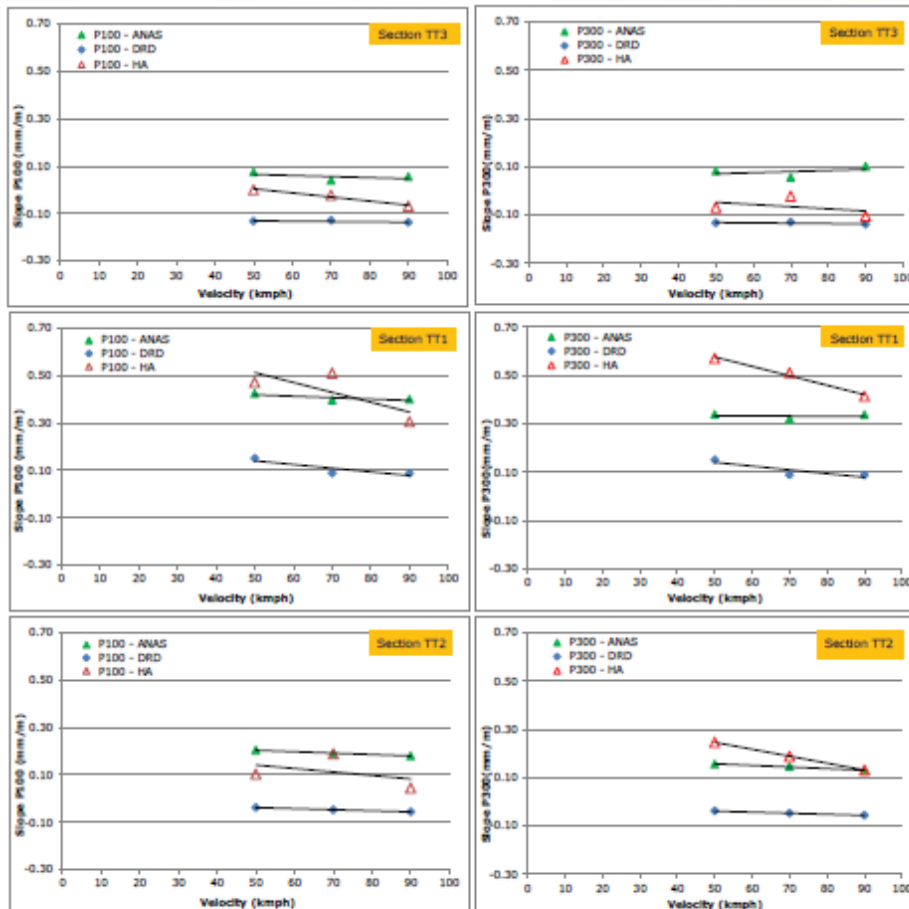 0.70
P100 - ANAS
P100 - DRD
P100 - HA
Section TT3
0.50
0.30
0.10
-0.10
-0.30
Slope P100 (mm/m)
0 10 20 30 40 50 60 70 80 90 100
Velocity (kmph)
0.70
P300 - ANAS
P300 - DRD
P300 - HA
Section TT3
0.50
0.30
0.10
-0.10
-0.30
Slope P300(mm/m)
0 10 20 30 40 50 60 70 80 90 100
Velocity (kmph)
0.70
P100 - ANAS
P100 - DRD
P100 - HA
Section TT1
0.50
0.30
0.10
-0.10
-0.30
Slope P100 (mm/m)
0 10 20 30 40 50 60 70 80 90 100
Velocity (kmph)
0.70
P300 - ANAS
P300 - DRD
P300 - HA
Section TT1
0.50
0.30
0.10
-0.10
-0.30
Slope P300(mm/m)
0 10 20 30 40 50 60 70 80 90 100
Velocity (kmph)
0.70
P100 - ANAS
P100 - DRD
P100 - HA
Section TT2
0.50
0.30
0.10
-0.10
-0.30
Slope P100 (mm/m)
0 10 20 30 40 50 60 70 80 90 100
Velocity (kmph)
0.70
P300 - ANAS
P300 - DRD
P300 - HA
Section TT2
0.50
0.30
0.10
-0.10
-0.30
Slope P300(mm/m)
0 10 20 30 40 50 60 70 80 90 100
Velocity (kmph)